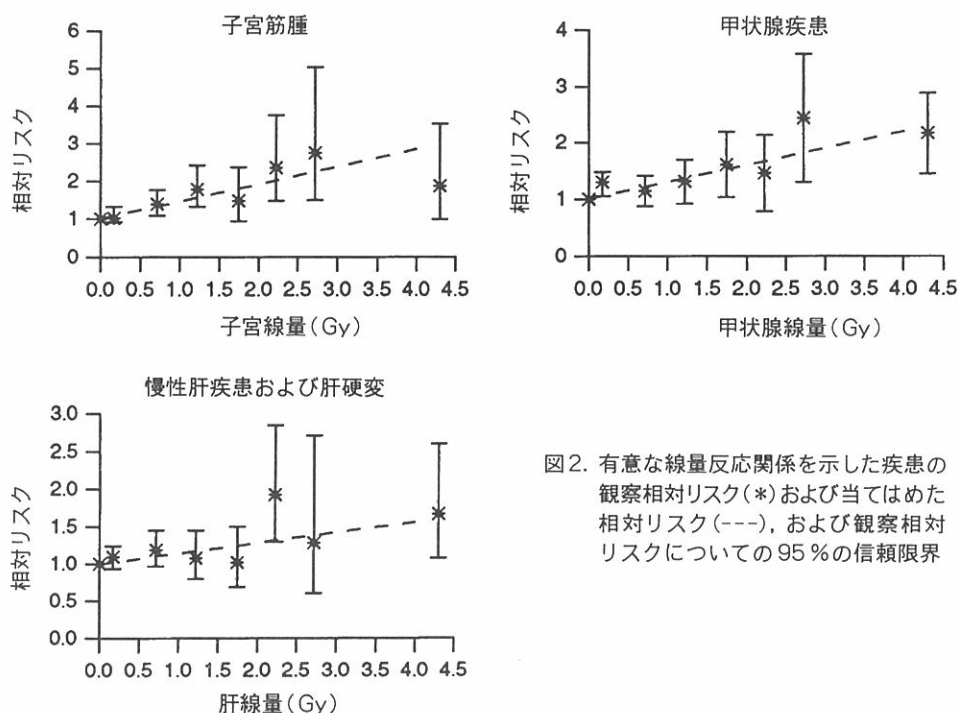 子宮筋腫
6
5
4
3
2
1
0
相対リスク
0.0 0.5 1.0 1.5 2.0 2.5 3.0 3.5 4.0 4.5
子宮線量(Gy)
甲状腺疾患
4
3
2
1
0
相対リスク
0.0 0.5 1.0 1.5 2.0 2.5 3.0 3.5 4.0 4.5
甲状腺線量(Gy)
慢性肝疾患および肝硬変
3.0
2.5
2.0
1.5
1.0
0.5
0.0
相対リスク
0.0 0.5 1.0 1.5 2.0 2.5 3.0 3.5 4.0 4.5
肝線量(Gy)
図2. 有意な線量反応関係を示した疾患の
観察相対リスク(*)および当てはめた
相対リスク(---), および観察相対
リスクについての95%の信頼限界